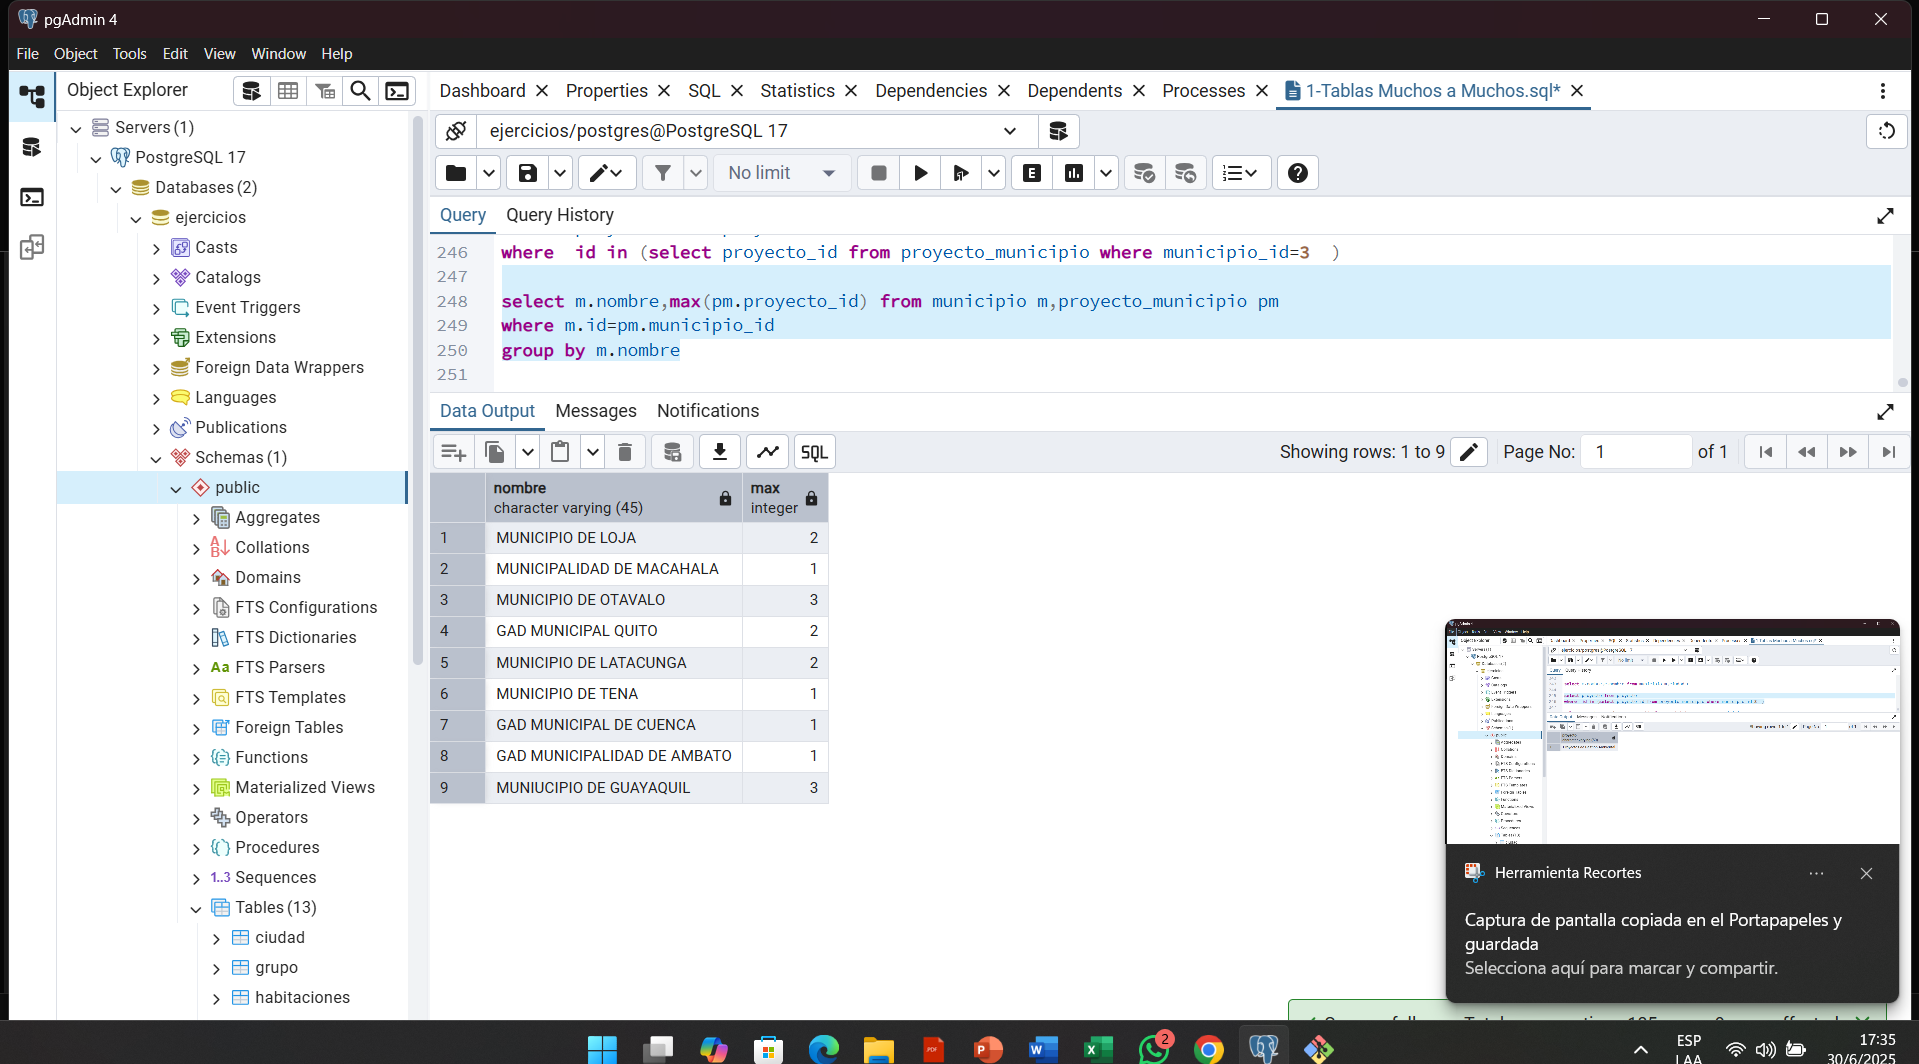 pgAdmin 4
File Object Tools Edit View Window Help
Object Explorer
Servers (1)
PostgreSQL 17
Databases (2)
ejercicios
Casts
Catalogs
Event Triggers
Extensions
Foreign Data Wrappers
Languages
Publications
Schemas (1)
public
Aggregates
Collations
Domains
FTS Configurations
FTS Dictionaries
Aa FTS Parsers
FTS Templates
Foreign Tables
Functions
Materialized Views
Operators
Procedures
1..3 Sequences
Tables (13)
ciudad
grupo
habitaciones
Dashboard Properties SQL Statistics Dependencies Dependents Processes 1-Tablas Muchos a Muchos.sql*
ejercicios/postgres@PostgreSQL 17
No limit
E
Query Query History
246 where id in (select proyecto_id from proyecto_municipio where municipio_id=3 )
247
248 select m.nombre,max(pm.proyecto_id) from municipio m,proyecto_municipio pm
249 where m.id=pm.municipio_id
250 group by m.nombre
251
Data Output Messages Notifications
SQL Showing rows: 1 to 9 Page No: 1 of 1
nombre max
character varying (45) integer
1 MUNICIPIO DE LOJA 2
2 MUNICIPALIDAD DE MACAHALA 1
3 MUNICIPIO DE OTAVALO 3
4 GAD MUNICIPAL QUITO 2
5 MUNICIPIO DE LATACUNGA 2
6 MUNICIPIO DE TENA 1
7 GAD MUNICIPAL DE CUENCA 1
8 GAD MUNICIPALIDAD DE AMBATO 1
9 MUNIUCIPIO DE GUAYAQUIL 3
Herramienta Recortes
Captura de pantalla copiada en el Portapapeles y
guardada
Selecciona aquí para marcar y compartir.
2
ESP
LAA
17:35
30/6/2025